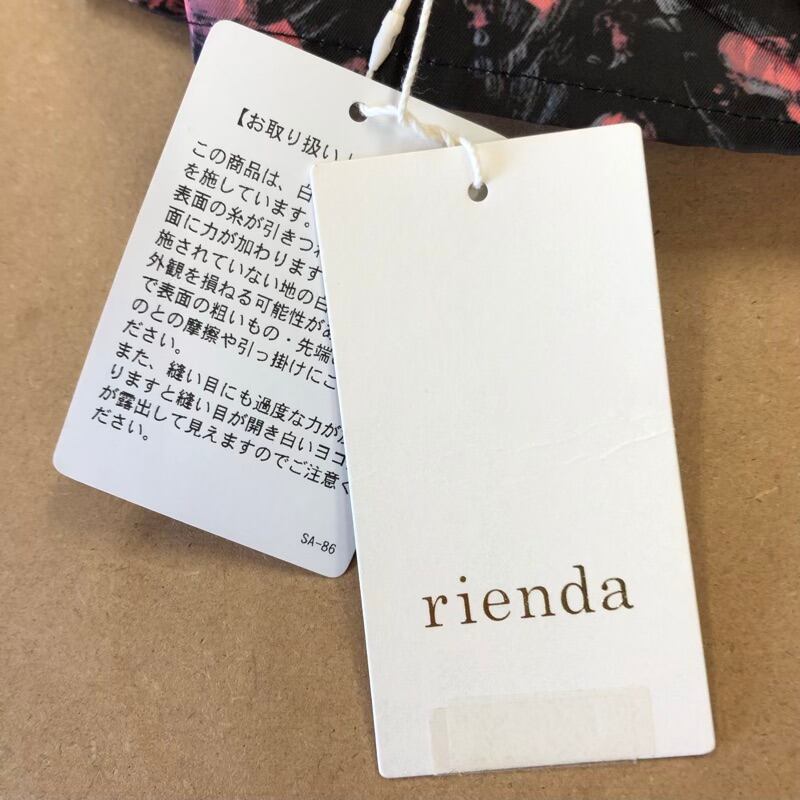 【お取り扱い
この商品は、白
を施しています。
表面の糸が引きつれ
面に力が加わります
施されていない地の白
外観を損ねる可能性があ
で表面の粗いもの・先端
のとの摩擦や引っ掛けにご
ださい。
また、縫い目にも過度な力が
りますと縫い目が開き白いヨコ
が露出して見えますのでご注意く
ださい。
SA-86
rienda